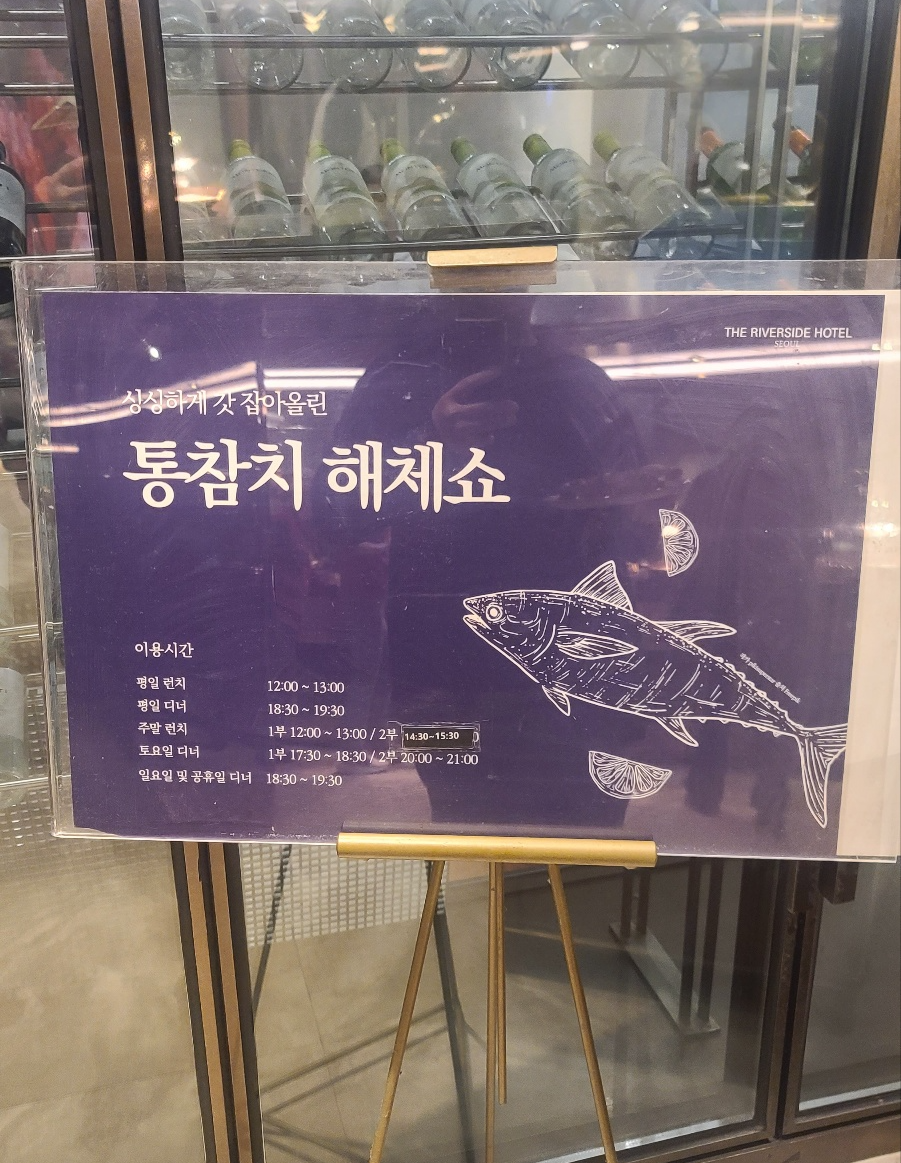 THE RIVERSIDE HOTEL
SEOUL
싱싱하게 갓 잡아올린
통참치 해체쇼
이용시간
평일 런치 12:00 ~ 13:00
평일 디너 18:30 ~ 19:30
주말 런치 1부 12:00 ~ 13:00 / 2부 14:30~15:30
토요일 디너 1부 17:30 ~ 18:30 / 2부 20:00 ~ 21:00
일요일 및 공휴일 디너 18:30 ~ 19:30